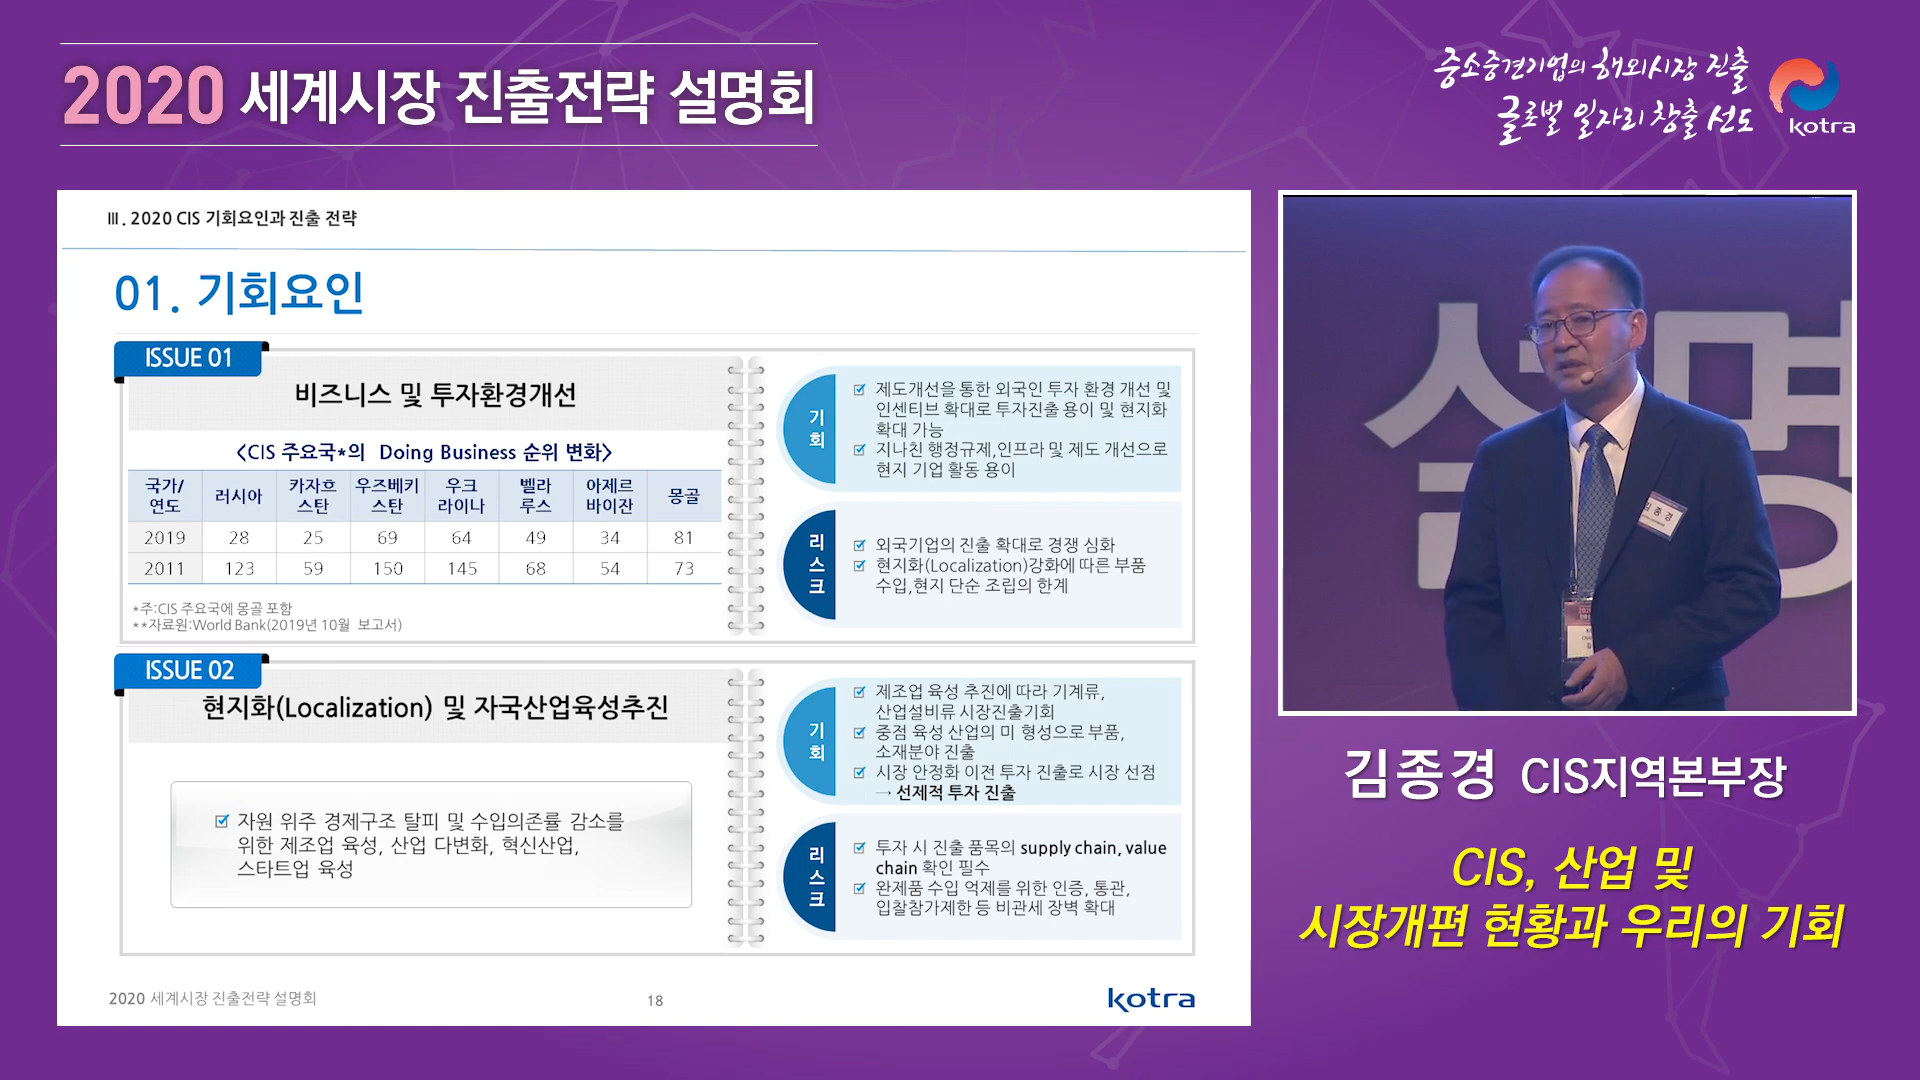 2020 세계시장 진출전략 설명회
중소중견기업의 해외시장 진출
글로벌 일자리 창출 선도
kotra
Ⅲ. 2020 CIS 기회요인과 진출 전략
01. 기회요인
ISSUE 01
비즈니스 및 투자환경개선
<CIS 주요국*의 Doing Business 순위 변화>
국가/연도 러시아 카자흐스탄 우즈베키스탄 우크라이나 벨라루스 아제르바이잔 몽골
2019 28 25 69 64 49 34 81
2011 123 59 150 145 68 54 73
*주:CIS 주요국에 몽골 포함
**자료원:World Bank(2019년 10월 보고서)
기회
제도개선을 통한 외국인 투자 환경 개선 및
인센티브 확대로 투자진출 용이 및 현지화
확대 가능
지나친 행정규제,인프라 및 제도 개선으로
현지 기업 활동 용이
리스크
외국기업의 진출 확대로 경쟁 심화
현지화(Localization)강화에 따른 부품
수입,현지 단순 조립의 한계
ISSUE 02
현지화(Localization) 및 자국산업육성추진
자원 위주 경제구조 탈피 및 수입의존률 감소를
위한 제조업 육성, 산업 다변화, 혁신산업,
스타트업 육성
기회
제조업 육성 추진에 따라 기계류,
산업설비류 시장진출기회
중점 육성 산업의 미 형성으로 부품,
소재분야 진출
시장 안정화 이전 투자 진출로 시장 선점
→ 선제적 투자 진출
리스크
투자 시 진출 품목의 supply chain, value
chain 확인 필수
완제품 수입 억제를 위한 인증, 통관,
입찰참가제한 등 비관세 장벽 확대
2020 세계시장 진출전략 설명회
18
kotra
설명
김종경
김종경 CIS지역본부장
CIS, 산업 및
시장개편 현황과 우리의 기회